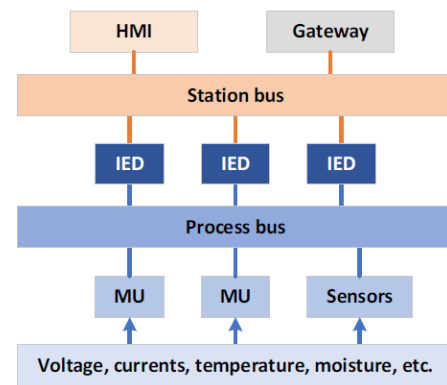 HMI
Gateway
Station bus
IED
IED
IED
Process bus
MU
MU
Sensors
Voltage, currents, temperature, moisture, etc.